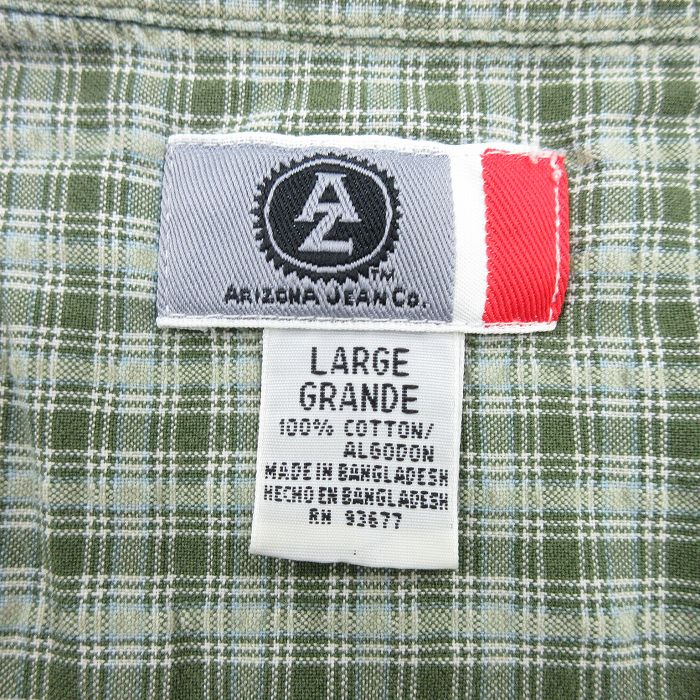 AZ
TM
ARIZONA JEAN CO.
LARGE
GRANDE
100% COTTON/
ALGODON
MADE IN BANGLADESH
HECHO EN BANGLADESH
RN 93677